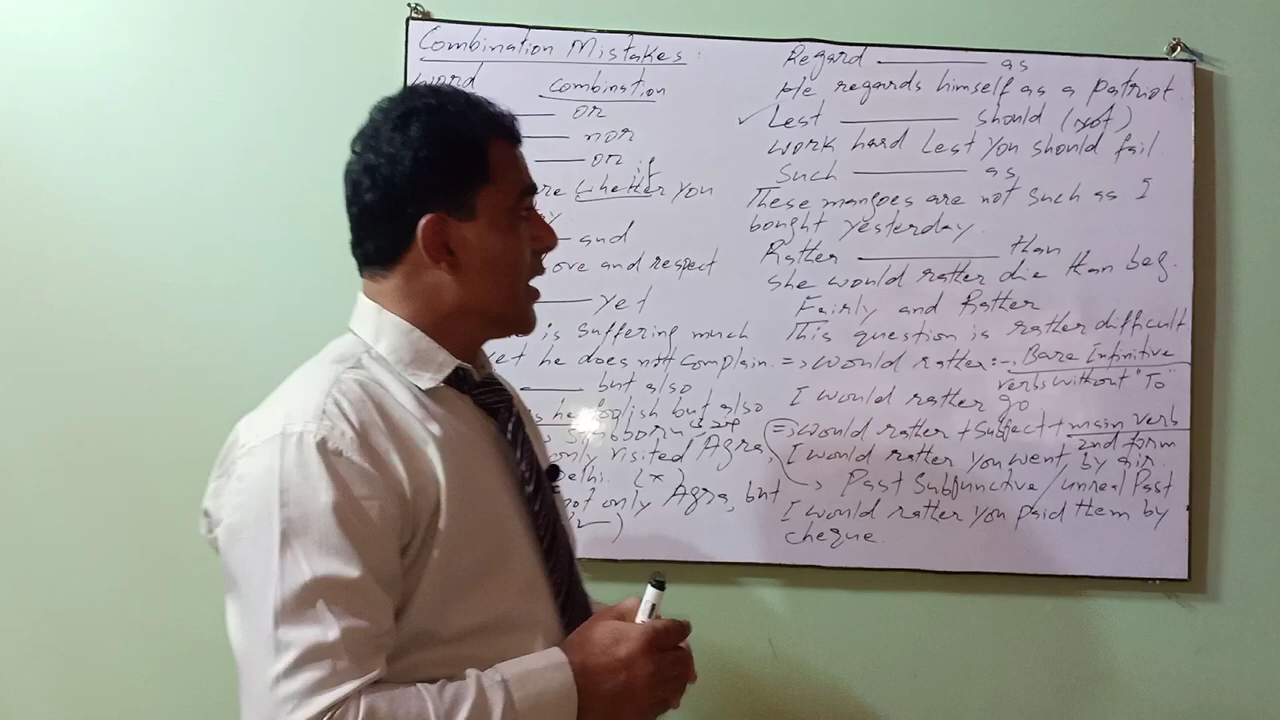 Combination Mistakes:
word combination
—— or
—— nor
—— or if
re whether you
y.
— and
ove and respect
—— yet
is suffering much
yet he does not complain.
—— but also
is he foolish but also
stubborn
only visited Agra,
Delhi. (×)
not only Agra, but
✓)
Regard ——— as
He regards himself as a patriot
✓ Lest ——— should (not)
work hard Lest you should fail.
Such ——— as
These mangoes are not such as I
bought yesterday.
Rather ——— than
She would rather die than beg.
Fairly and Rather
This question is rather difficult
=> would rather:- Bare Infinitive
verbs without "To"
I would rather go
=> would rather + Subject + main verb
2nd form
I would rather you went by air.
Past Subjunctive / unreal Past
I would rather you paid them by
cheque.